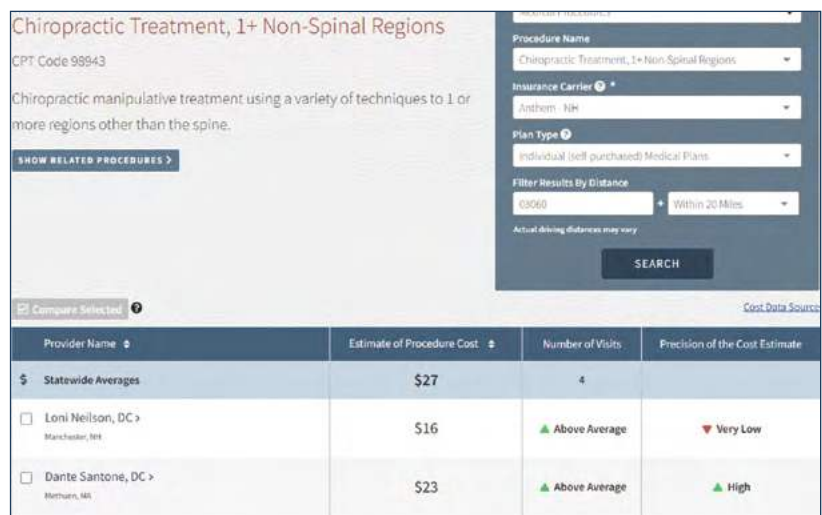 Chiropractic Treatment, 1+ Non-Spinal Regions
CPT Code 98943
Chiropractic manipulative treatment using a variety of techniques to 1 or
more regions other than the spine.
SHOW RELATED PROCEDURES >
Medical Procedures
Procedure Name
Chiropractic Treatment, 1+ Non-Spinal Regions
Insurance Carrier ? *
Anthem - NH
Plan Type ?
Individual (self-purchased) Medical Plans
Filter Results By Distance
03060 + Within 20 Miles
Actual driving distances may vary
SEARCH
Compare Selected ?
Cost Data Source
Provider Name Estimate of Procedure Cost Number of Visits Precision of the Cost Estimate
$ Statewide Averages $27 4
Loni Neilson, DC > $16 Above Average Very Low
Manchester, NH
Dante Santone, DC > $23 Above Average High
Methuen, MA